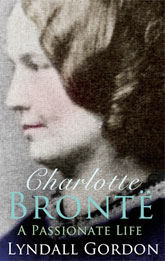 Charlotte
BRONTË
A PASSIONATE LIFE
LYNDALL GORDON